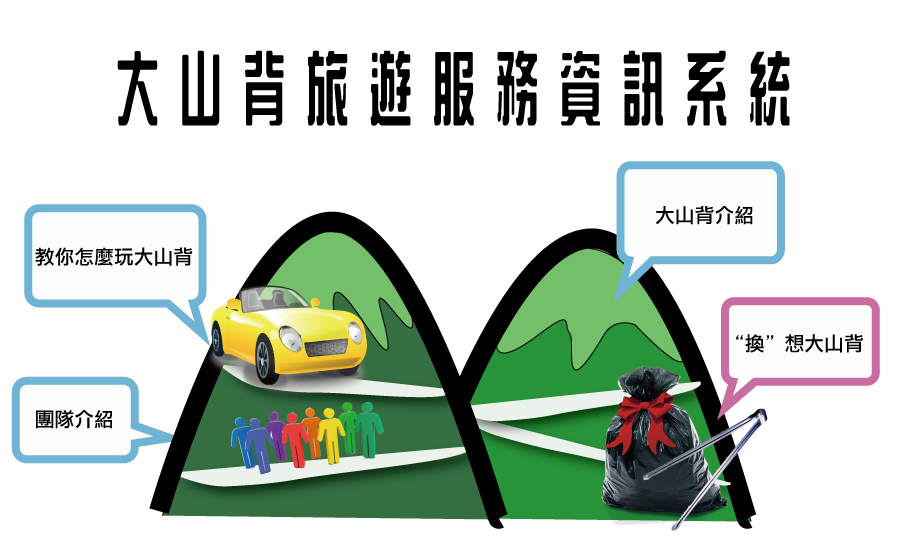 大山背旅遊服務資訊系統
大山背介紹
教你怎麼玩大山背
“換”想大山背
團隊介紹